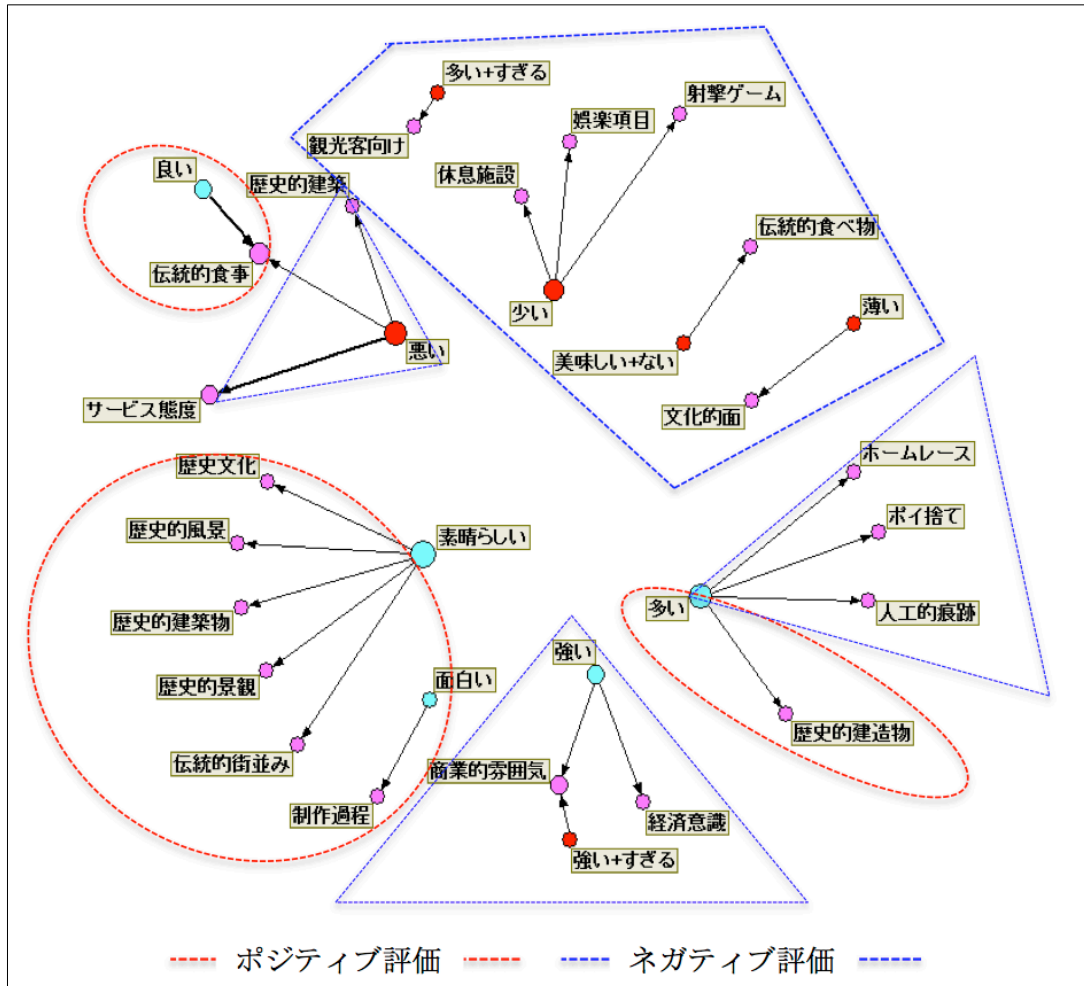 多い+すぎる
射撃ゲーム
娯楽項目
観光客向け
良い
歴史的建築
休息施設
伝統的食べ物
伝統的食事
少い
薄い
悪い
美味しい+ない
サービス態度
文化的面
歴史文化
ホームレース
歴史的風景
素晴らしい
ポイ捨て
歴史的建築物
多い
人工的痕跡
強い
歴史的景観
面白い
歴史的建造物
伝統的街並み
商業的雰囲気
制作過程
経済意識
強い+すぎる
ポジティブ評価
ネガティブ評価